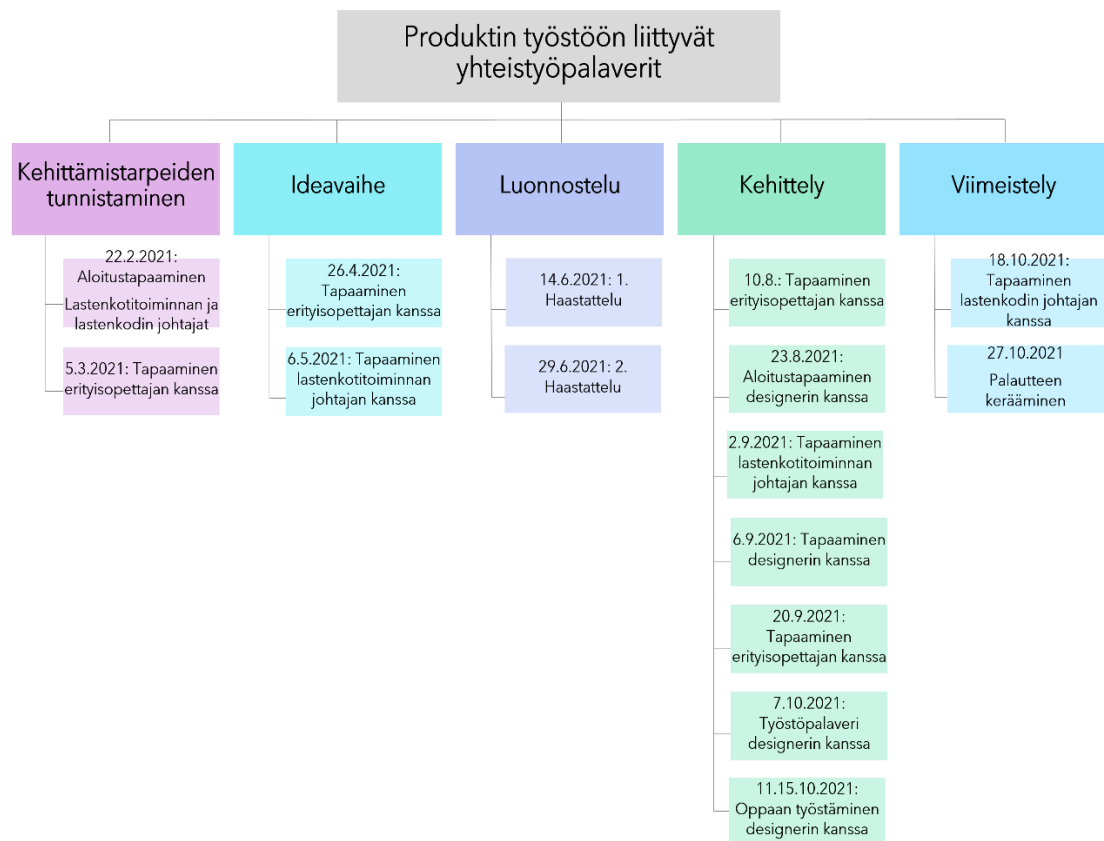 Produktin työstöön liittyvät
yhteistyöpalaverit
Kehittämistarpeiden
tunnistaminen
22.2.2021:
Aloitustapaaminen
Lastenkotitoiminnan ja
lastenkodin johtajat
5.3.2021: Tapaaminen
erityisopettajan kanssa
Ideavaihe
26.4.2021:
Tapaaminen
erityisopettajan kanssa
6.5.2021: Tapaaminen
lastenkotitoiminnan
johtajan kanssa
Luonnostelu
14.6.2021: 1.
Haastattelu
29.6.2021: 2.
Haastattelu
Kehittely
10.8.: Tapaaminen
erityisopettajan kanssa
23.8.2021:
Aloitustapaaminen
designerin kanssa
2.9.2021: Tapaaminen
lastenkotitoiminnan
johtajan kanssa
6.9.2021: Tapaaminen
designerin kanssa
20.9.2021:
Tapaaminen
erityisopettajan kanssa
7.10.2021:
Työstöpalaveri
designerin kanssa
11.15.10.2021:
Oppaan työstäminen
designerin kanssa
Viimeistely
18.10.2021:
Tapaaminen
lastenkodin johtajan
kanssa
27.10.2021
Palautteen
kerääminen